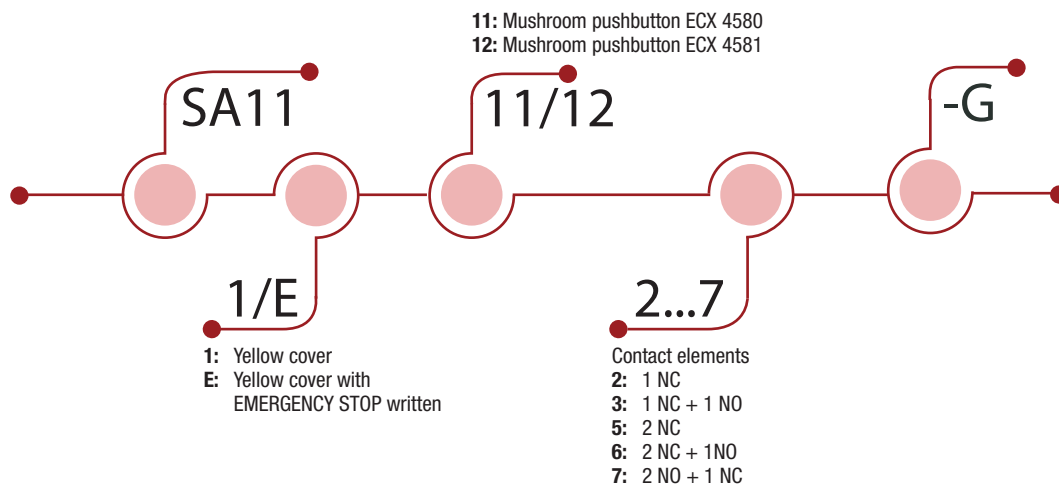 11: Mushroom pushbutton ECX 4580
12: Mushroom pushbutton ECX 4581
SA11
11/12
-G
1/E
2...7
1: Yellow cover
E: Yellow cover with
EMERGENCY STOP written
Contact elements
2: 1 NC
3: 1 NC + 1 NO
5: 2 NC
6: 2 NC + 1NO
7: 2 NO + 1 NC